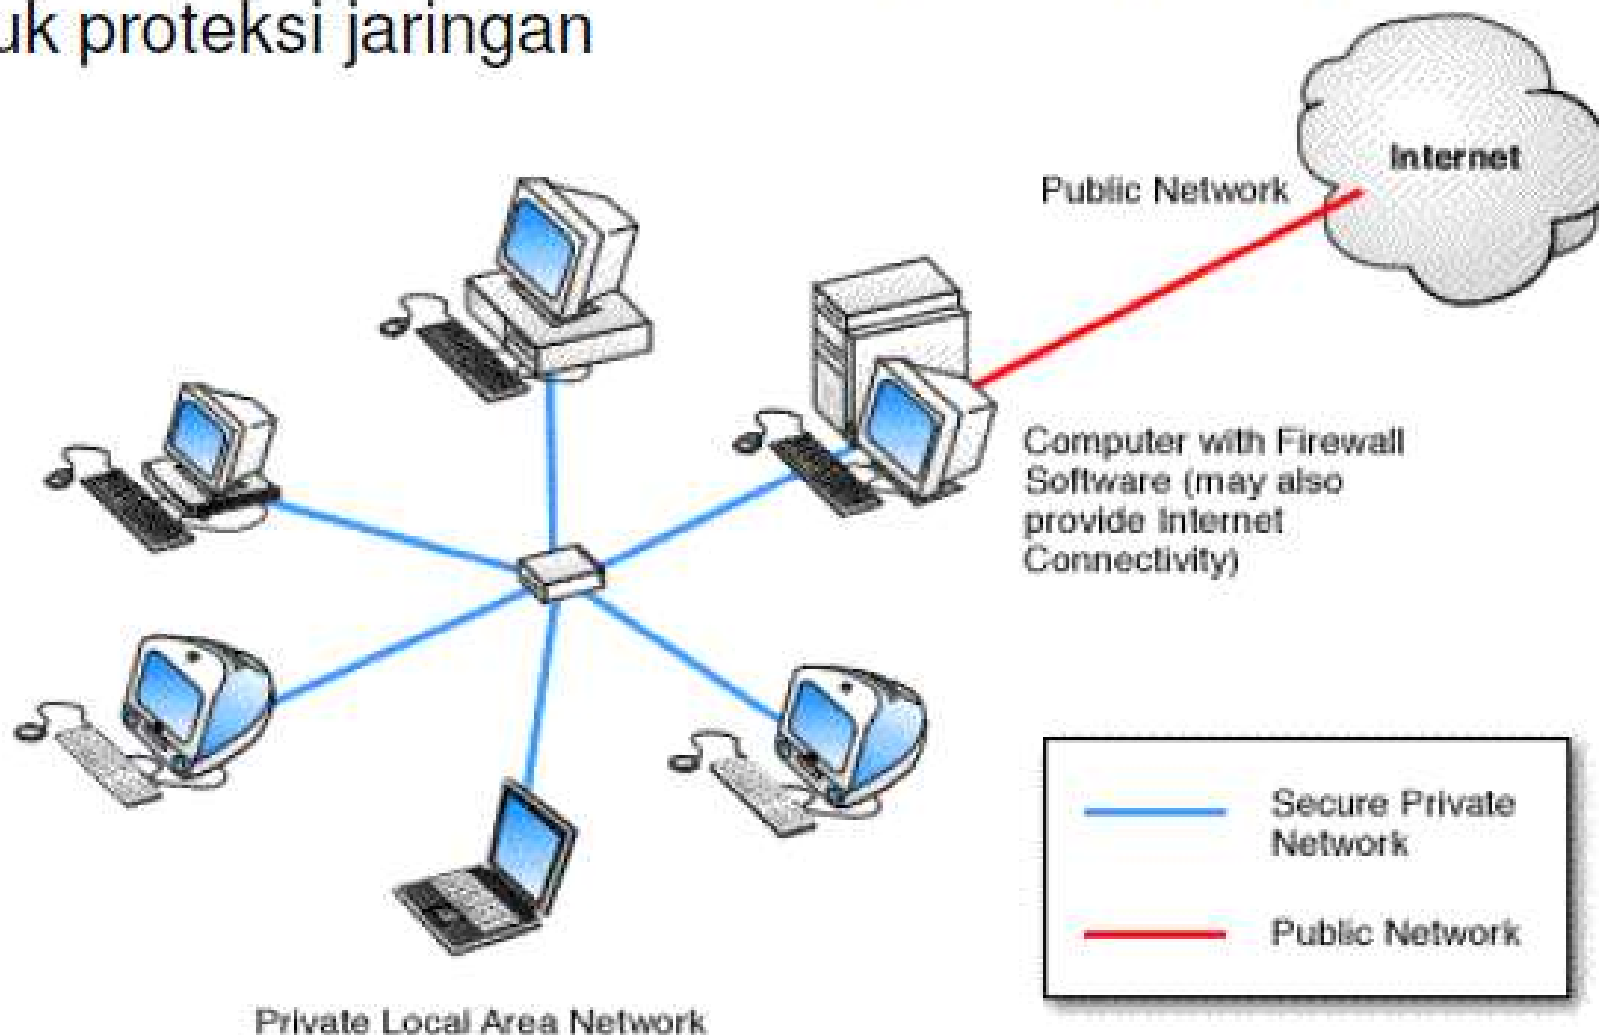 uk proteksi jaringan
Internet
Public Network
Computer with Firewall
Software (may also
provide Internet
Connectivity)
Secure Private
Network
Public Network
Private Local Area Network